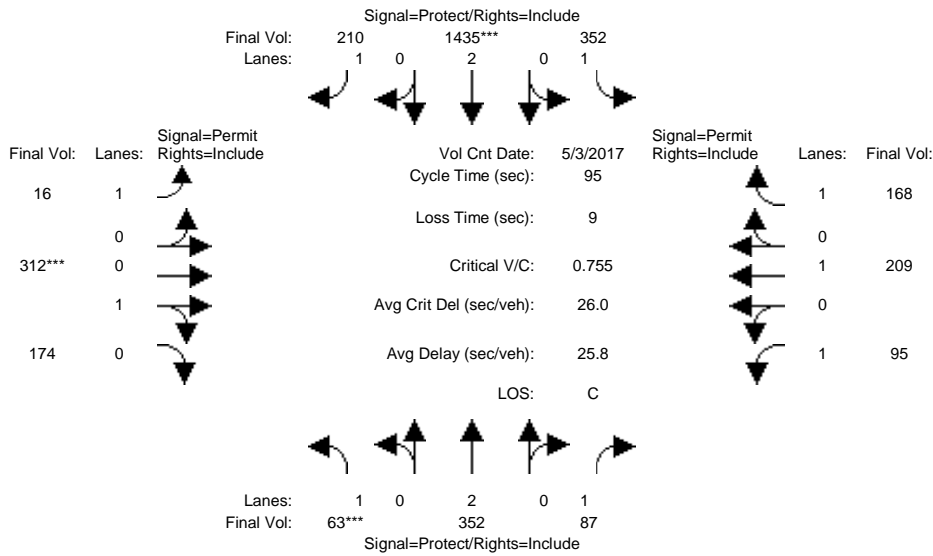 Signal=Protect/Rights=Include
Final Vol: 210 1435*** 352
Lanes: 1 0 2 0 1
Signal=Permit Signal=Permit
Final Vol: Lanes: Rights=Include Vol Cnt Date: 5/3/2017 Rights=Include Lanes: Final Vol:
Cycle Time (sec): 95
16 1 1 168
Loss Time (sec): 9
0 0
312*** 0 Critical V/C: 0.755 1 209
1 Avg Crit Del (sec/veh): 26.0 0
174 0 Avg Delay (sec/veh): 25.8 1 95
LOS: C
Lanes: 1 0 2 0 1
Final Vol: 63*** 352 87
Signal=Protect/Rights=Include